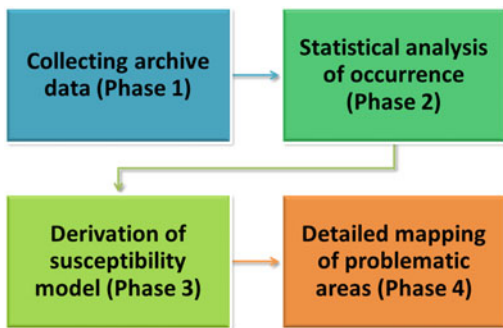 Collecting archive
data (Phase 1)
Statistical analysis
of occurrence
(Phase 2)
Derivation of
susceptibility
model (Phase 3)
Detailed mapping
of problematic
areas (Phase 4)